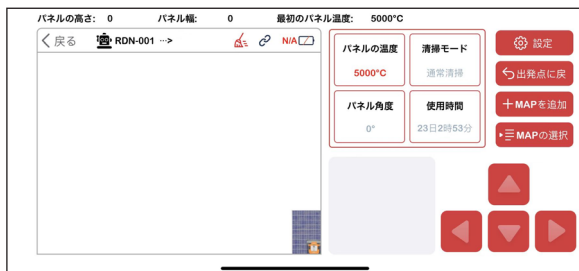 パネルの高さ: 0 パネル幅: 0 最初のパネル温度: 5000°C
戻る RDN-001 ···> N/A
パネルの温度 清掃モード
5000°C 通常清掃
パネル角度 使用時間
0° 23日2時53分
設定
出発点に戻
MAPを追加
MAPの選択